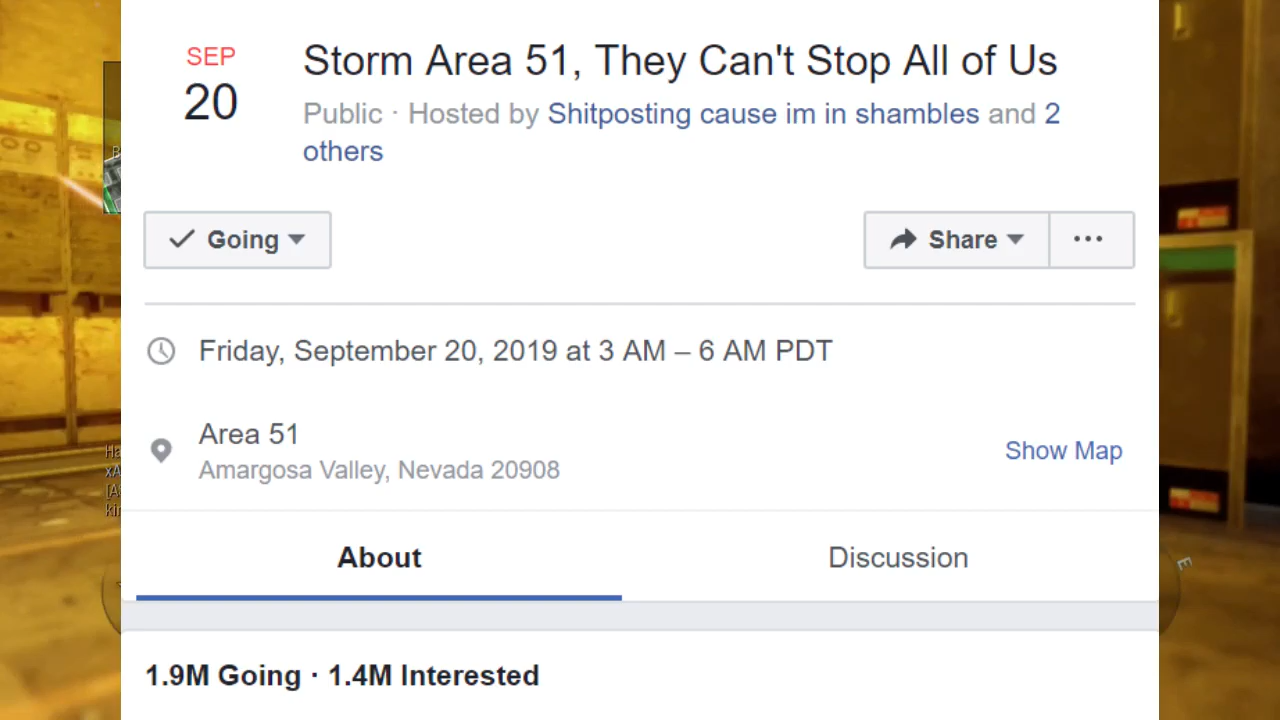 SEP
20
Storm Area 51, They Can't Stop All of Us
Public · Hosted by Shitposting cause im in shambles and 2
others
Going
Share
Friday, September 20, 2019 at 3 AM – 6 AM PDT
Area 51
Amargosa Valley, Nevada 20908
Show Map
About
Discussion
1.9M Going · 1.4M Interested
E